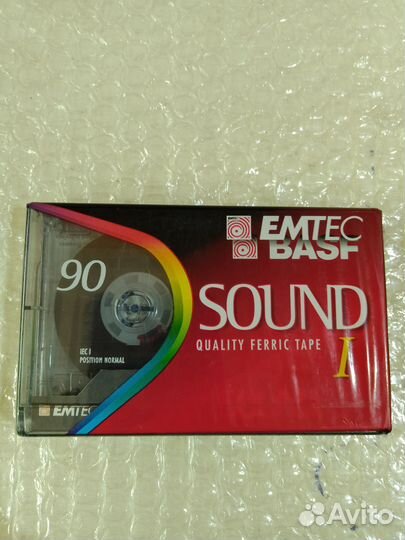 EMTEC
BASF
90
SOUND
QUALITY FERRIC TAPE
I
IEC I
POSITION NORMAL
EMTEC
Avito